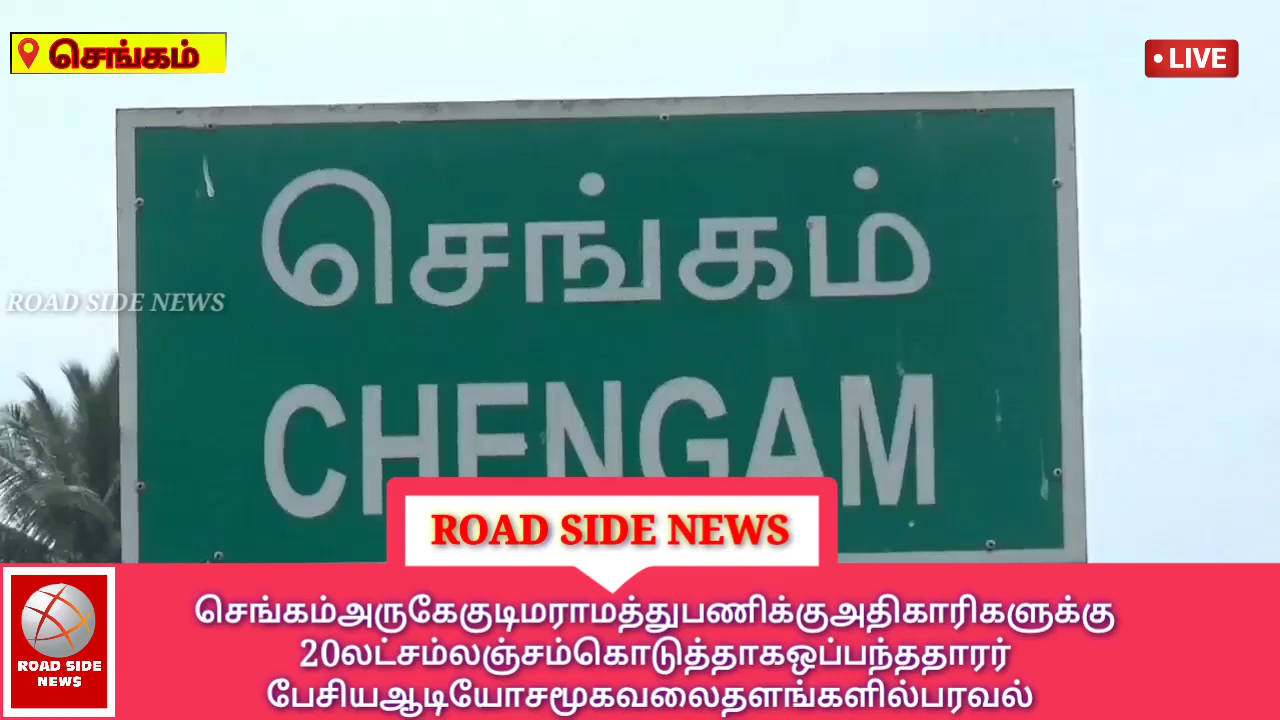 செங்கம்
• LIVE
செங்கம்
ROAD SIDE NEWS
CHENGAM
ROAD SIDE NEWS
செங்கம்அருகேகுடிமராமத்துபணிக்குஅதிகாரிகளுக்கு
20லட்சம்லஞ்சம்கொடுத்தாகஒப்பந்ததாரர்
பேசியஆடியோசமூகவலைதளங்களில்பரவல்
ROAD SIDE
NEWS